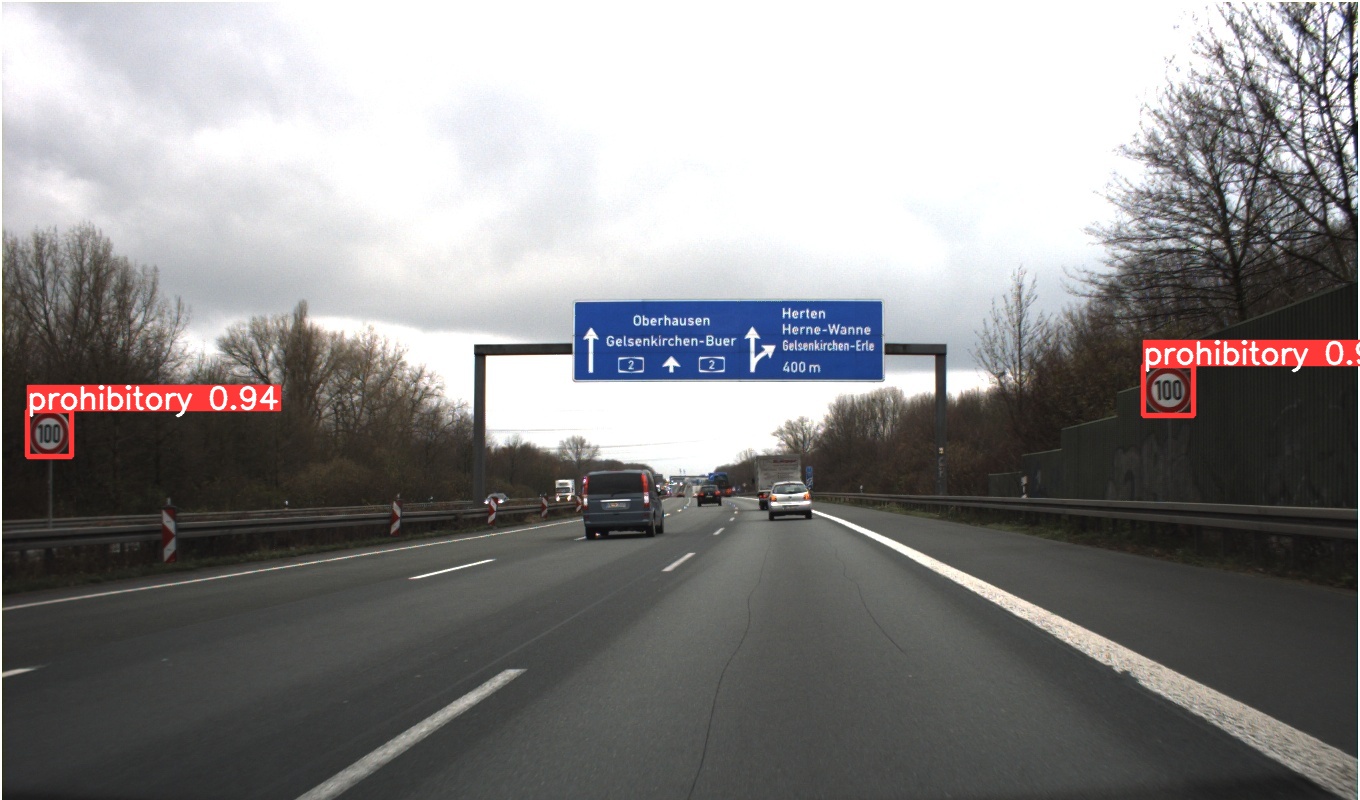 Oberhausen
Gelsenkirchen-Buer
2
2
Herten
Herne-Wanne
Gelsenkirchen-Erle
400 m
prohibitory 0.94
100
prohibitory 0.9
100